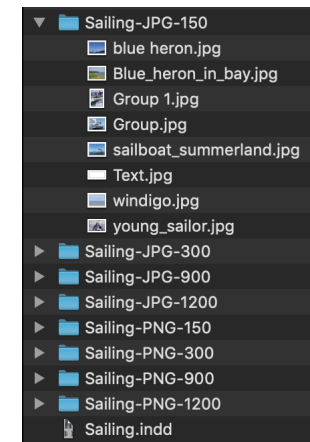 Sailing-JPG-150
blue heron.jpg
Blue_heron_in_bay.jpg
Group 1.jpg
Group.jpg
sailboat_summerland.jpg
Text.jpg
windigo.jpg
young_sailor.jpg
Sailing-JPG-300
Sailing-JPG-900
Sailing-JPG-1200
Sailing-PNG-150
Sailing-PNG-300
Sailing-PNG-900
Sailing-PNG-1200
Sailing.indd